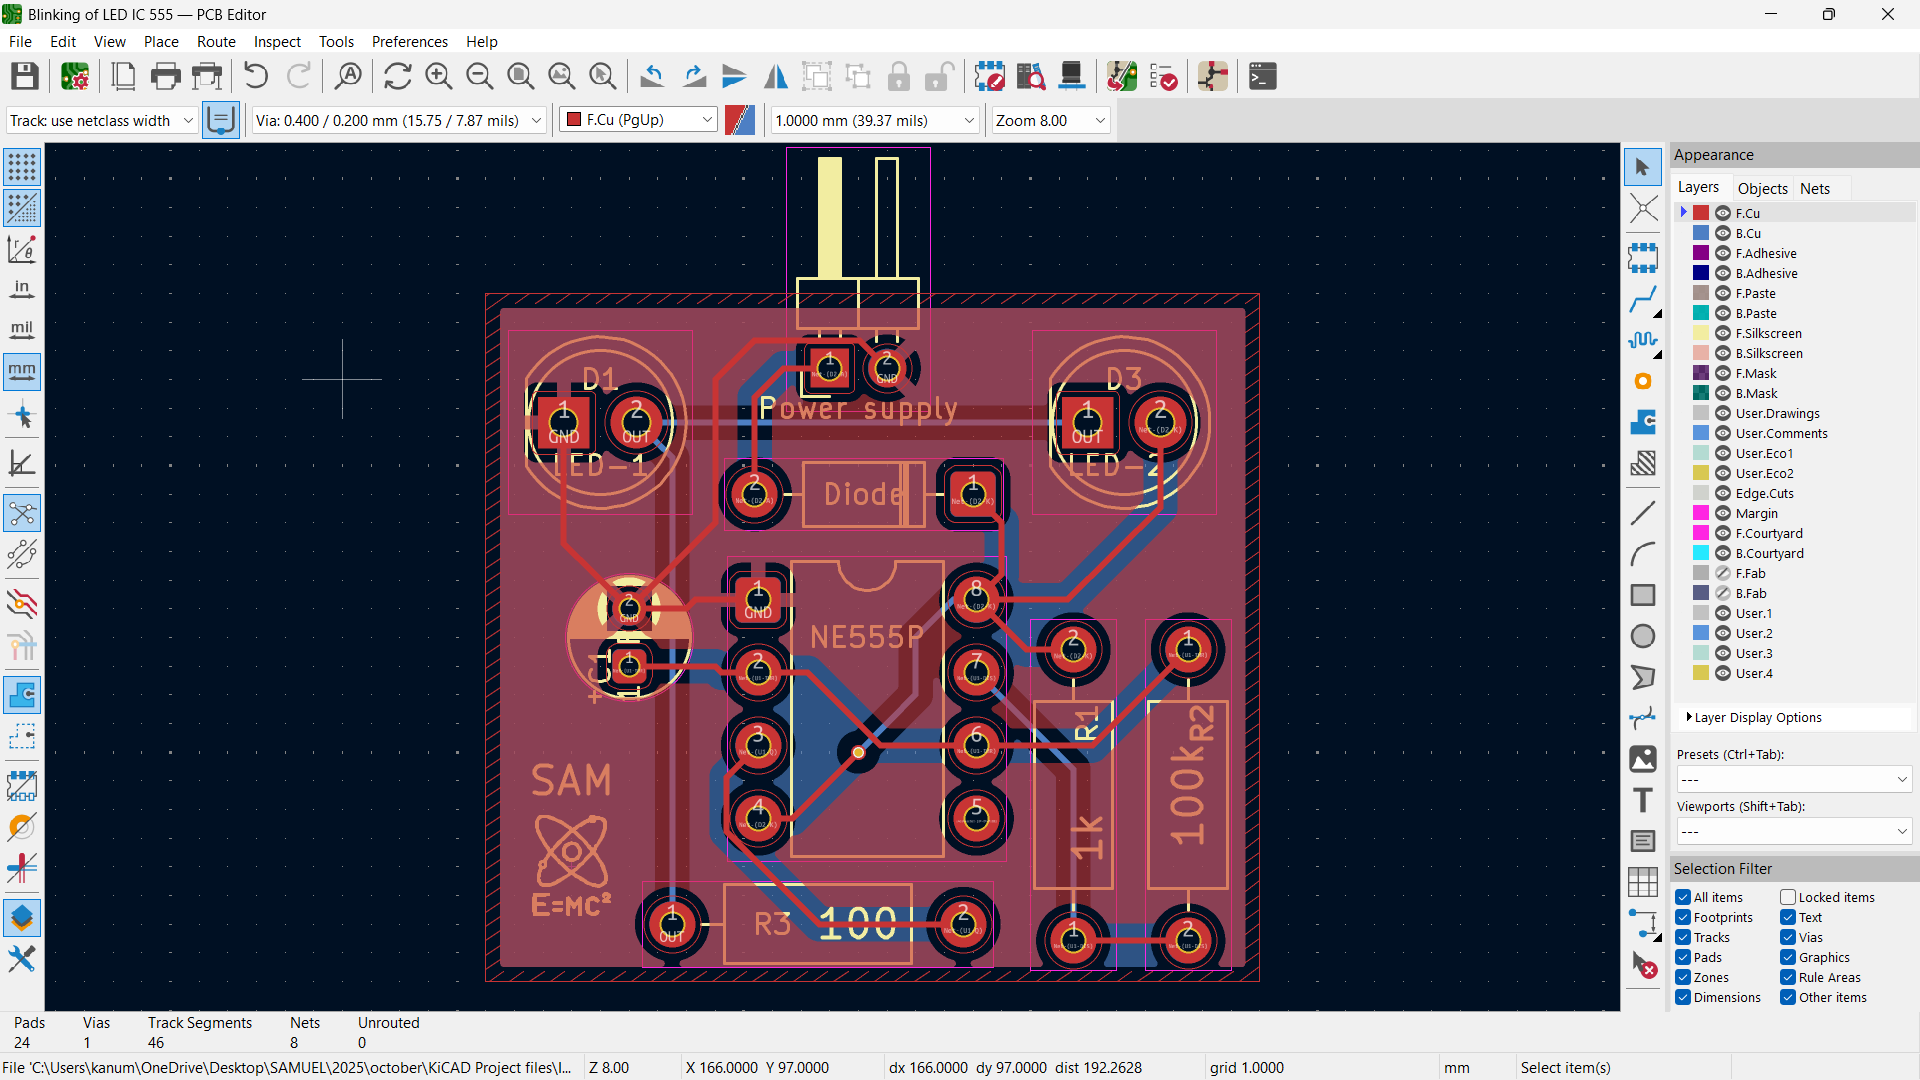 Blinking of LED IC 555 — PCB Editor
File Edit View Place Route Inspect Tools Preferences Help
Track: use netclass width
Via: 0.400 / 0.200 mm (15.75 / 7.87 mils)
F.Cu (PgUp)
1.0000 mm (39.37 mils)
Zoom 8.00
in
mil
mm
1
2
GND
Power supply
D1
1
GND
2
OUT
LED-1
D3
1
OUT
2
LED-2
2
Diode
1
2
GND
1
1
GND
2
3
4
NE555P
8
7
6
5
2
R1
1k
1
1
R2
100k
2
SAM
E=MC²
1
OUT
R3
100
2
Appearance
Layers Objects Nets
F.Cu
B.Cu
F.Adhesive
B.Adhesive
F.Paste
B.Paste
F.Silkscreen
B.Silkscreen
F.Mask
B.Mask
User.Drawings
User.Comments
User.Eco1
User.Eco2
Edge.Cuts
Margin
F.Courtyard
B.Courtyard
F.Fab
B.Fab
User.1
User.2
User.3
User.4
Layer Display Options
Presets (Ctrl+Tab):
---
Viewports (Shift+Tab):
---
Selection Filter
All items Locked items
Footprints Text
Tracks Vias
Pads Graphics
Zones Rule Areas
Dimensions Other items
Pads Vias Track Segments Nets Unrouted
24 1 46 8 0
File 'C:\Users\kanum\OneDrive\Desktop\SAMUEL\2025\october\KiCAD Project files\I... Z 8.00 X 166.0000 Y 97.0000 dx 166.0000 dy 97.0000 dist 192.2628 grid 1.0000 mm Select item(s)